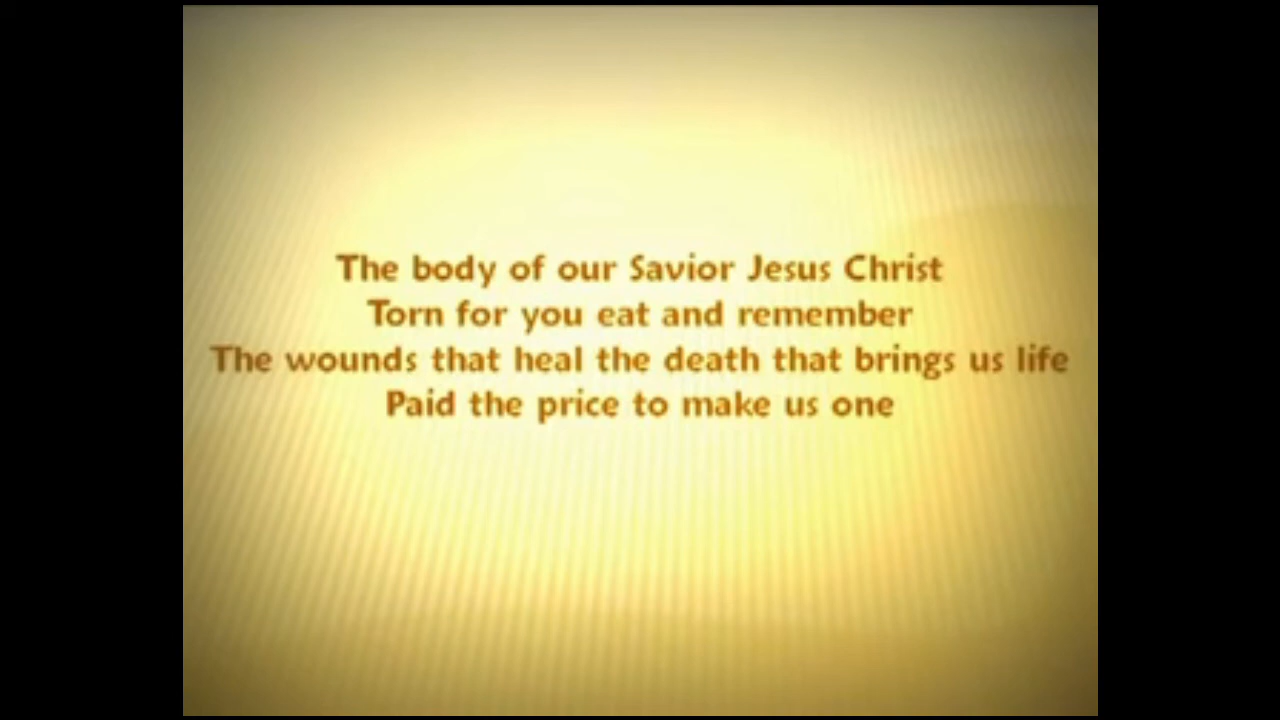 The body of our Savior Jesus Christ
Torn for you eat and remember
The wounds that heal the death that brings us life
Paid the price to make us one